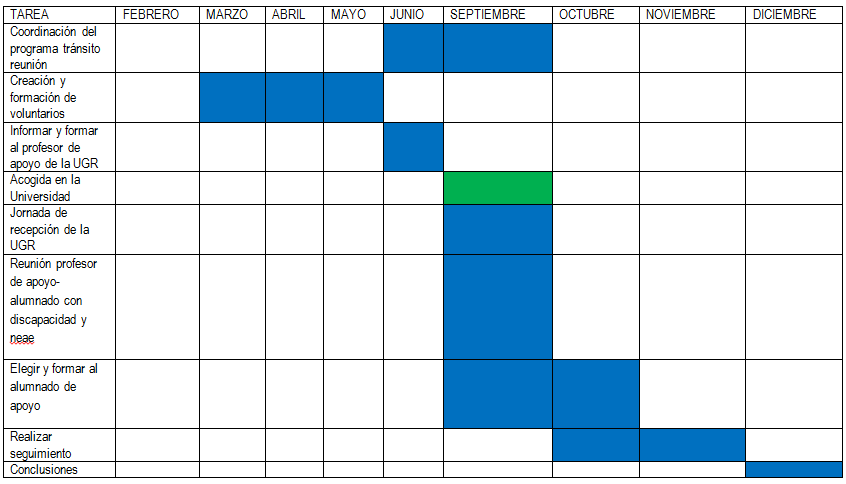 TAREA FEBRERO MARZO ABRIL MAYO JUNIO SEPTIEMBRE OCTUBRE NOVIEMBRE DICIEMBRE
Coordinación del
programa tránsito
reunión
Creación y
formación de
voluntarios
Informar y formar
al profesor de
apoyo de la UGR
Acogida en la
Universidad
Jornada de
recepción de la
UGR
Reunión profesor
de apoyo-
alumnado con
discapacidad y
neae
Elegir y formar al
alumnado de
apoyo
Realizar
seguimiento
Conclusiones